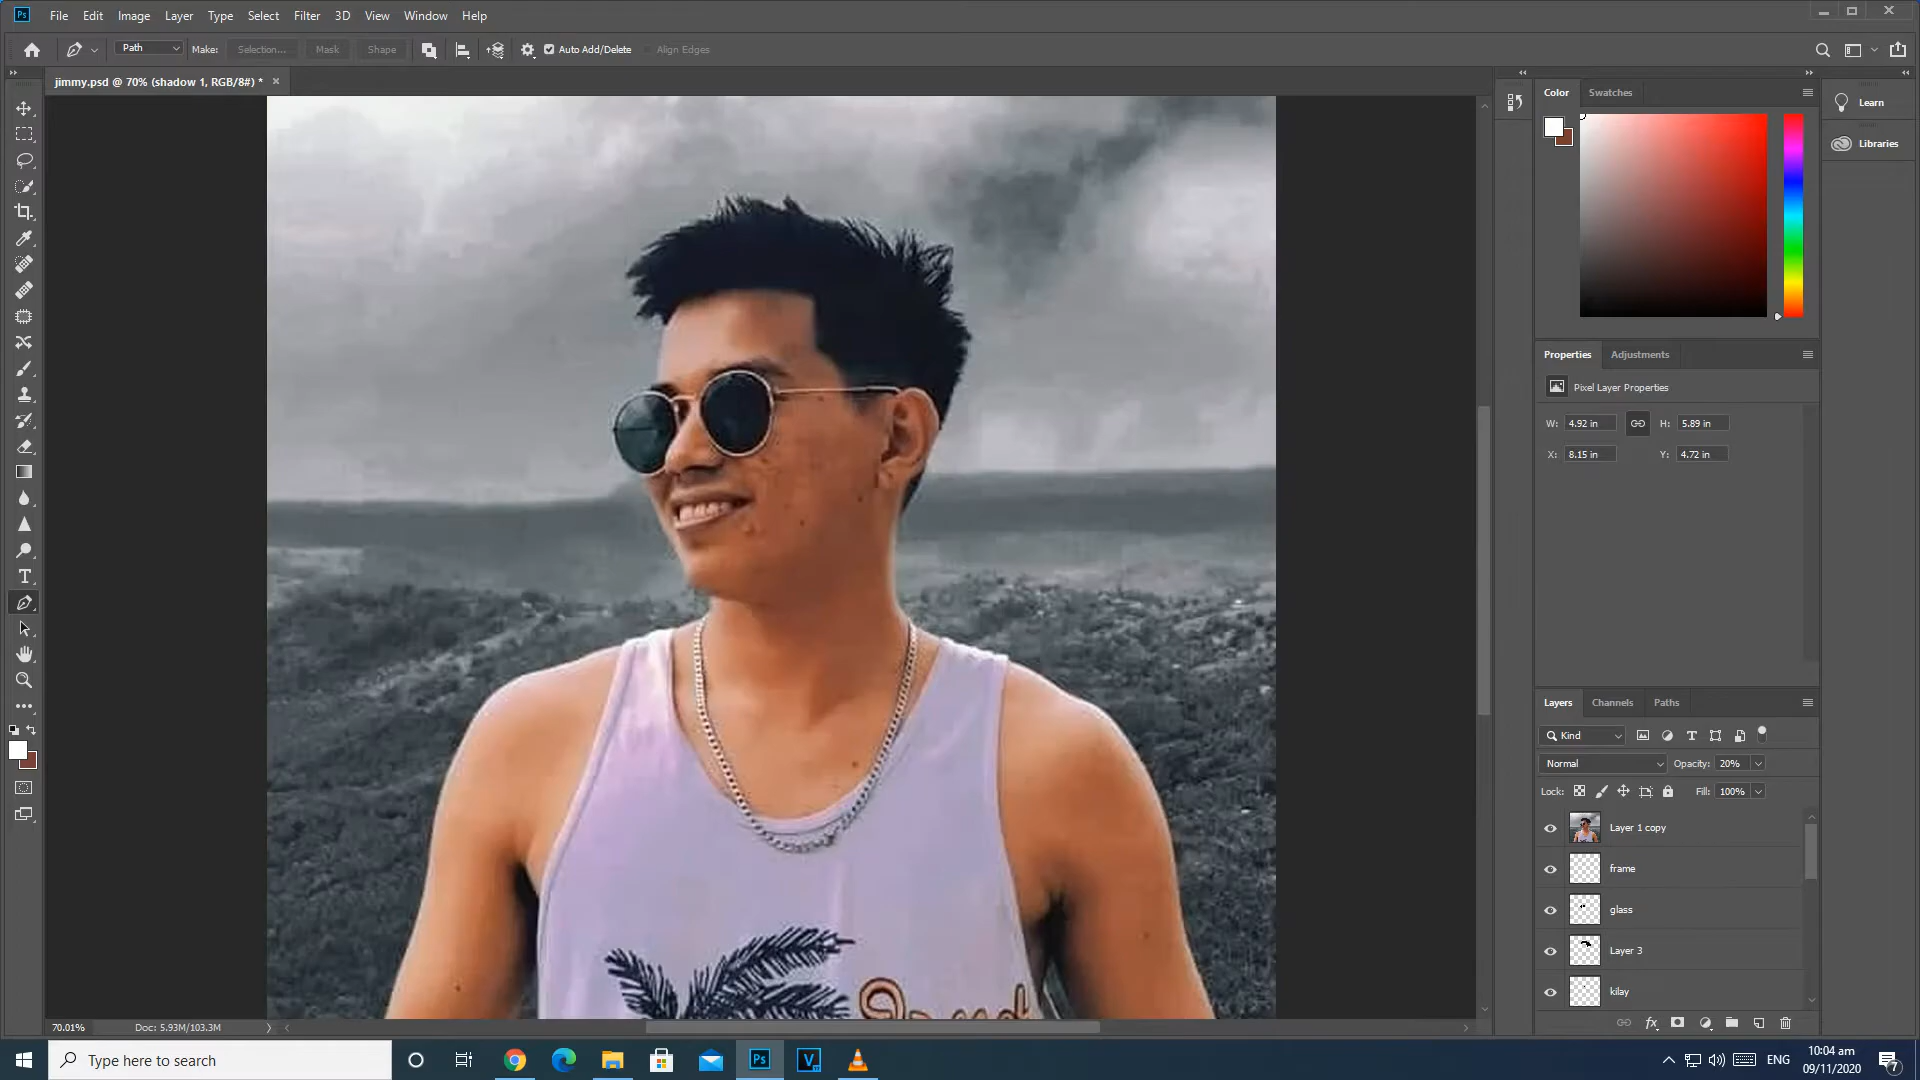 Ps File Edit Image Layer Type Select Filter 3D View Window Help
Path Make: Selection... Mask Shape Auto Add/Delete Align Edges
jimmy.psd @ 70% (shadow 1, RGB/8#) *
Color Swatches
Learn
Libraries
Properties Adjustments
Pixel Layer Properties
W: 4.92 in H: 5.89 in
X: 8.15 in Y: 4.72 in
Layers Channels Paths
Kind
Normal Opacity: 20%
Lock: Fill: 100%
Layer 1 copy
frame
glass
Layer 3
kilay
fx
70.01% Doc: 5.93M/103.3M
Type here to search
Ps V
ENG
10:04 am
09/11/2020
7